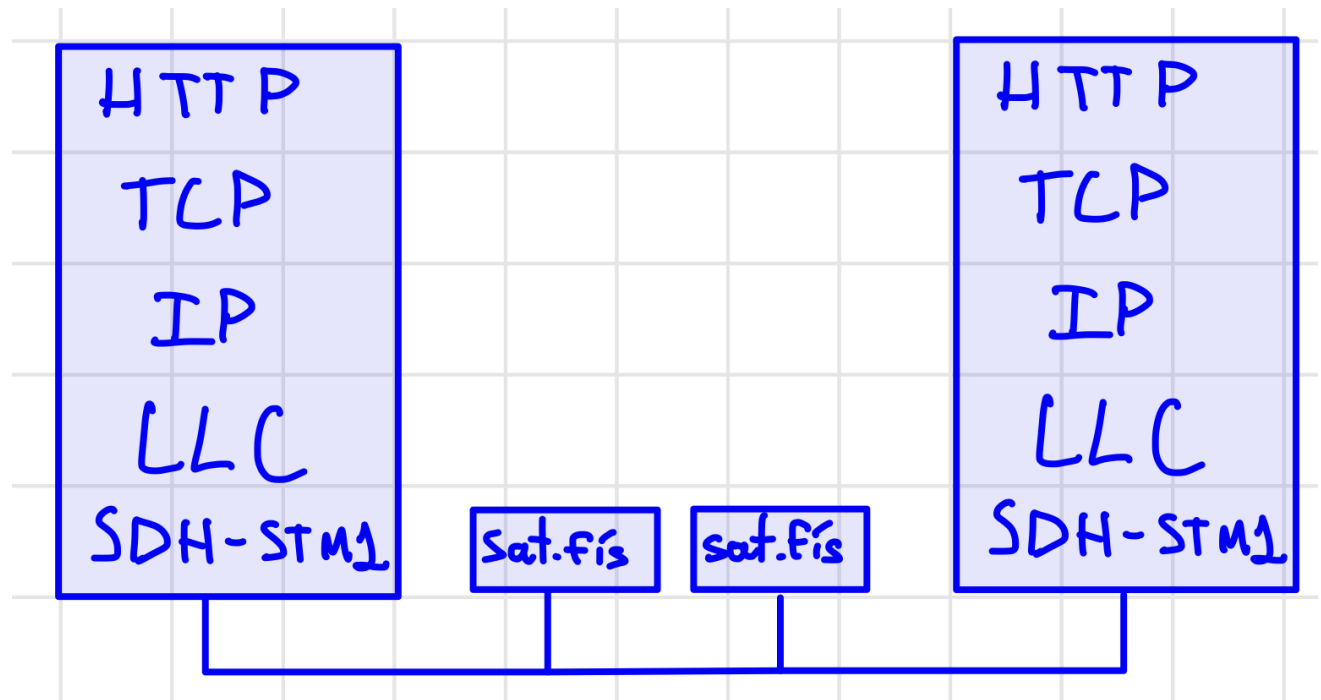 HTTP
TCP
IP
LLC
SDH-STM1
sat.fís
sat.fís
HTTP
TCP
IP
LLC
SDH-STM1